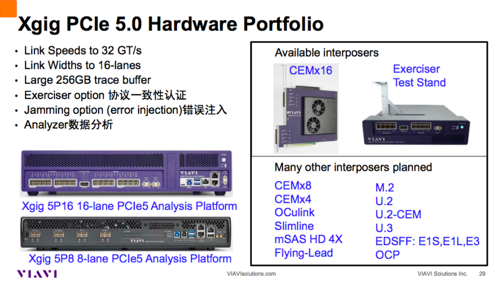 Xgig PCIe 5.0 Hardware Portfolio
• Link Speeds to 32 GT/s
• Link Widths to 16-lanes
• Large 256GB trace buffer
• Exerciser option 协议一致性认证
• Jamming option (error injection)错误注入
• Analyzer数据分析
VIAVI
Xgig 5P16 16-lane PCIe5 Analysis Platform
Xgig 5P8 8-lane PCIe5 Analysis Platform
Available interposers
CEMx16
Exerciser
Test Stand
VIAVI
Many other interposers planned
CEMx8
CEMx4
OCulink
Slimline
mSAS HD 4X
Flying-Lead
M.2
U.2
U.2-CEM
U.3
EDSFF: E1S,E1L,E3
OCP
VIAVI
VIAVIsolutions.com
VIAVI Solutions Inc.
29